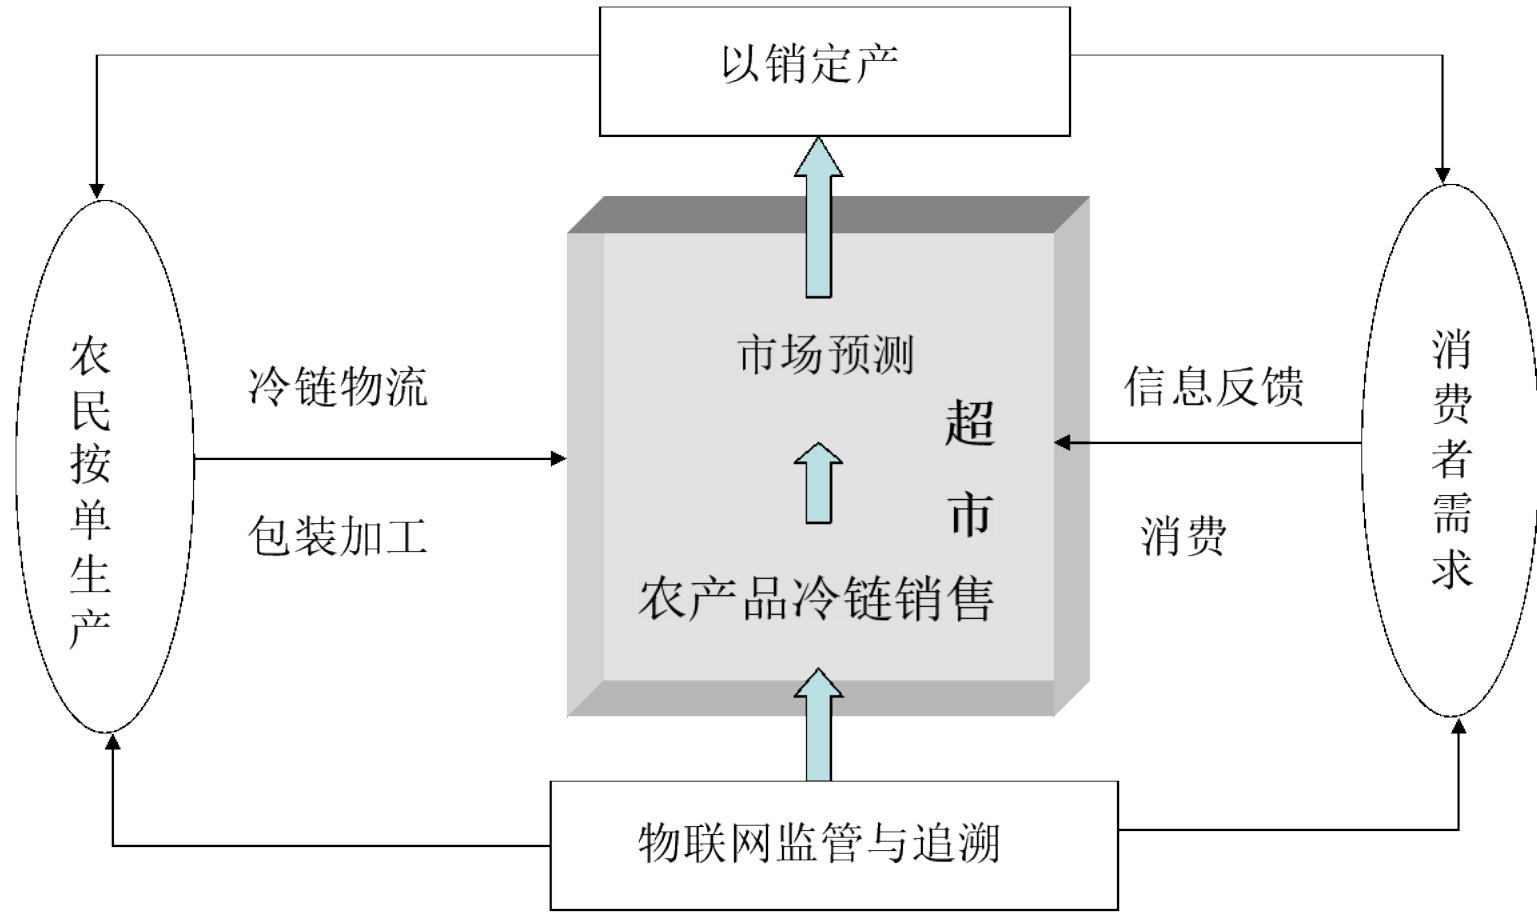 以销定产
农民按单生产
冷链物流
包装加工
市场预测
超市
农产品冷链销售
信息反馈
消费
消费者需求
物联网监管与追溯